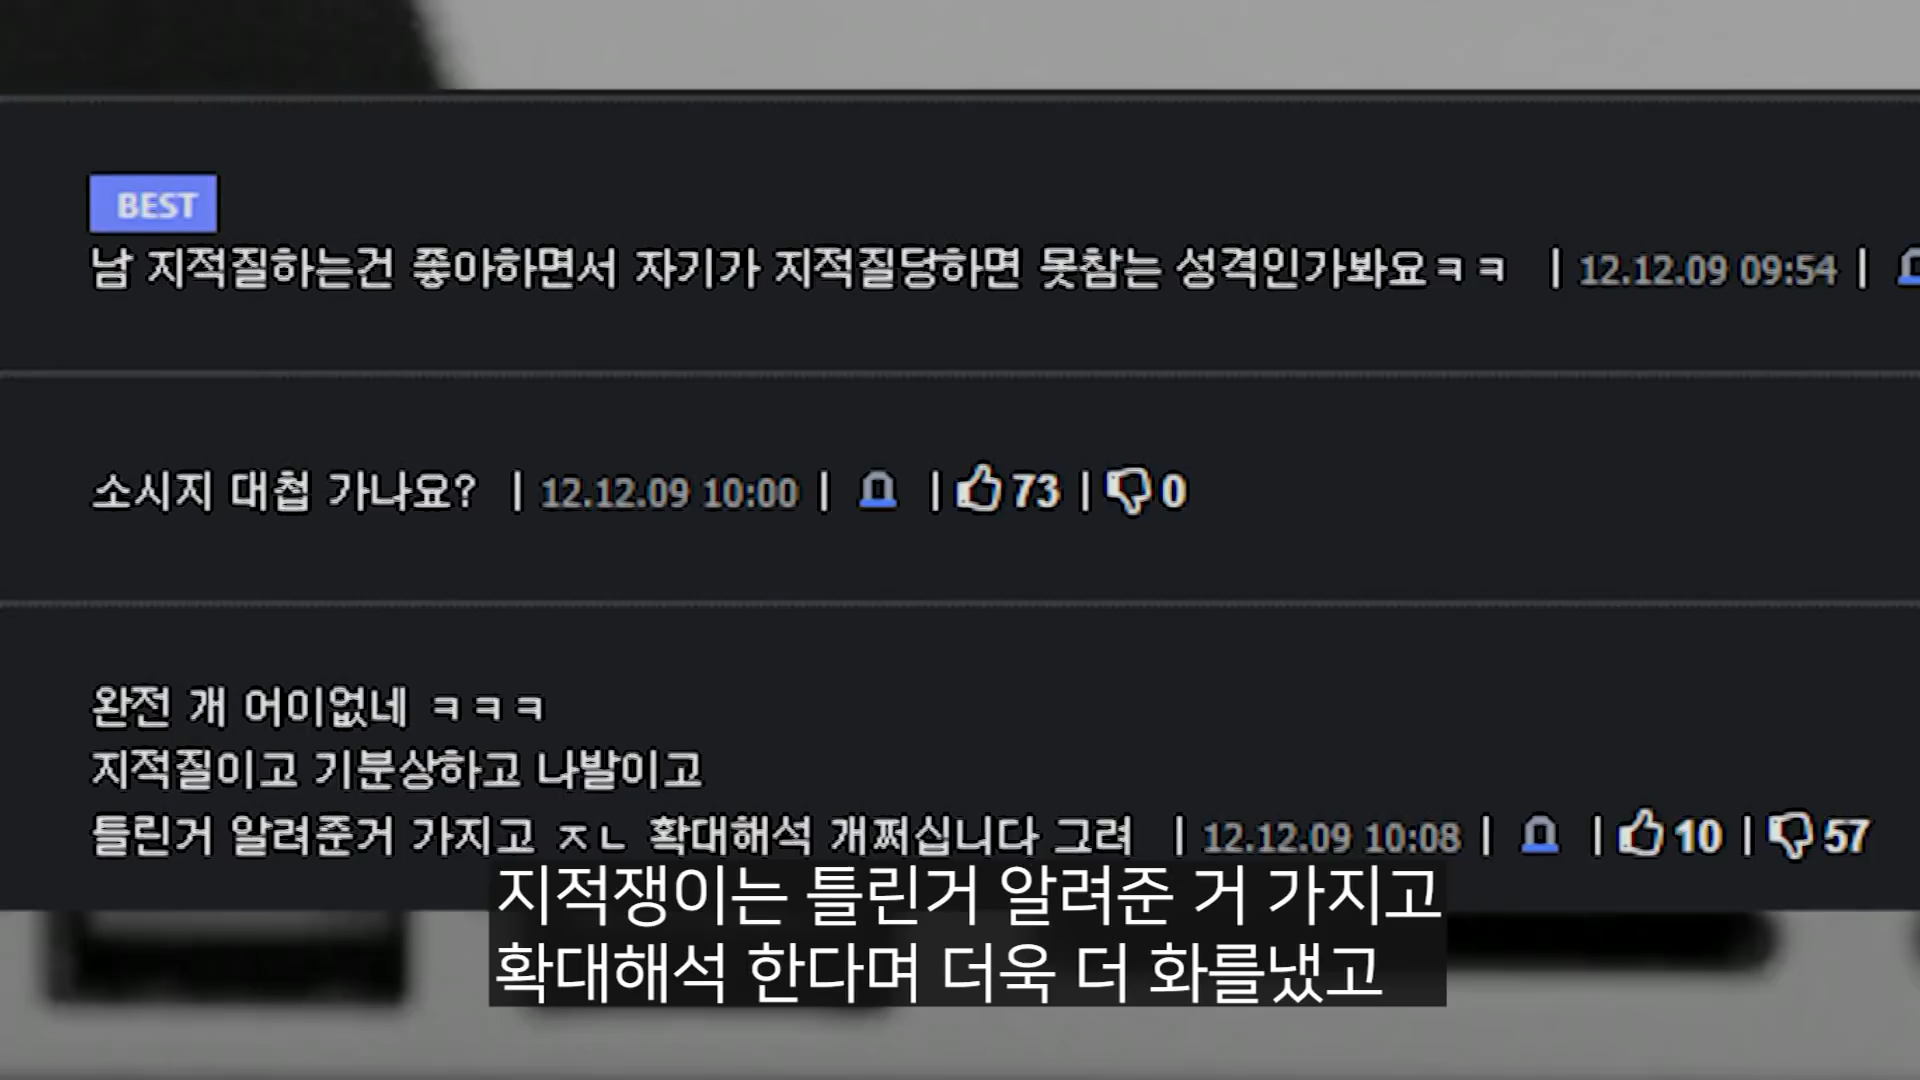 BEST
남 지적질하는건 좋아하면서 자기가 지적질당하면 못참는 성격인가봐요ㅋㅋ | 12.12.09 09:54 |
소시지 대첩 가나요? | 12.12.09 10:00 | | 73 | 0
완전 개 어이없네 ㅋㅋㅋ
지적질이고 기분상하고 나발이고
틀린거 알려준거 가지고 ㅈㄴ 확대해석 개쩌십니다 그려 | 12.12.09 10:08 | | 10 | 57
지적쟁이는 틀린거 알려준 거 가지고
확대해석 한다며 더욱 더 화를냈고